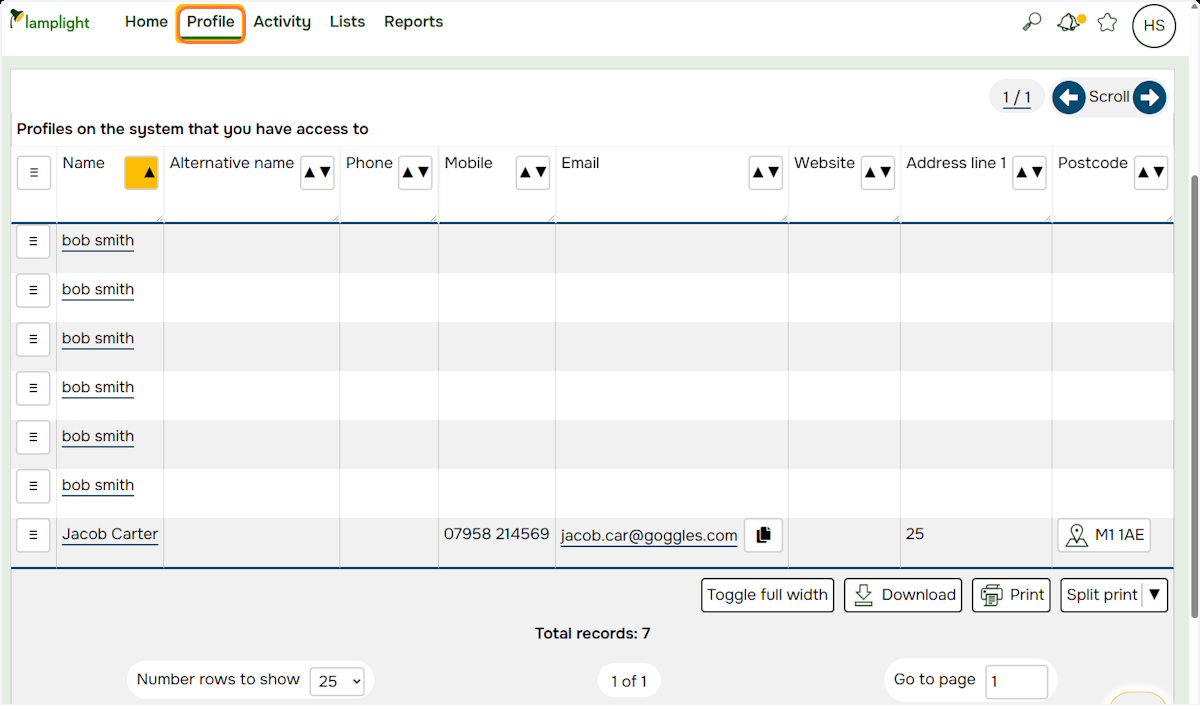 lamplight Home Profile Activity Lists Reports HS
1 / 1 Scroll
Profiles on the system that you have access to
☰ Name ▲ Alternative name ▲▼ Phone ▲▼ Mobile ▲▼ Email ▲▼ Website ▲▼ Address line 1 ▲▼ Postcode ▲▼
☰ bob smith
☰ bob smith
☰ bob smith
☰ bob smith
☰ bob smith
☰ bob smith
☰ Jacob Carter 07958 214569 jacob.car@goggles.com 25 M1 1AE
Toggle full width Download Print Split print ▼
Total records: 7
Number rows to show 25 1 of 1 Go to page 1